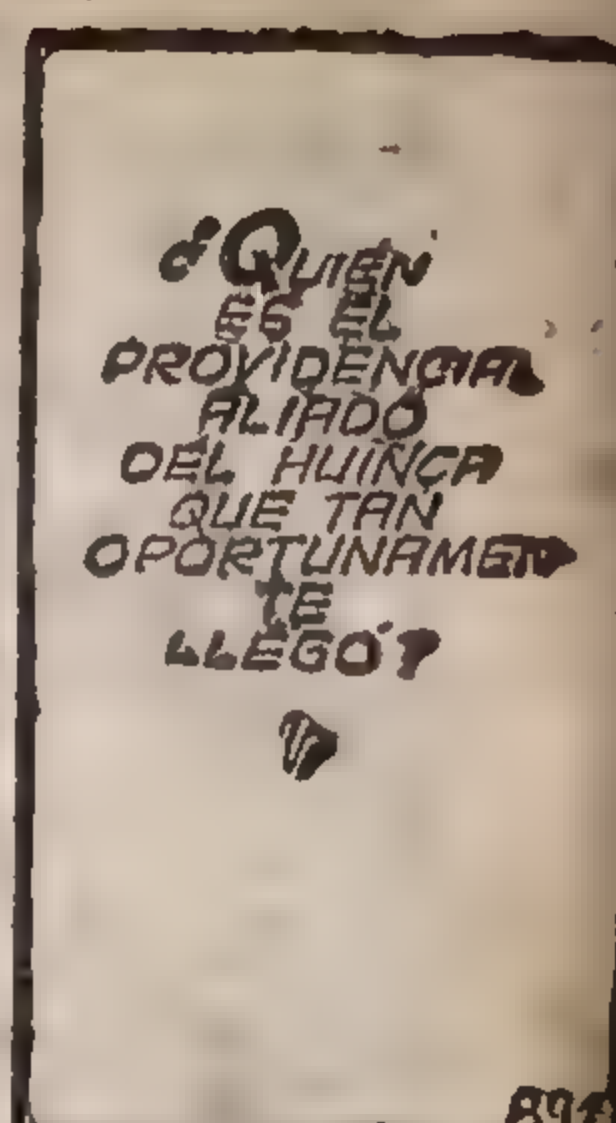 ¿QUIEN
ES EL
PROVIDENCIAL
ALIADO
DEL HUINCA
QUE TAN
OPORTUNAMEN
TE
LLEGÓ?